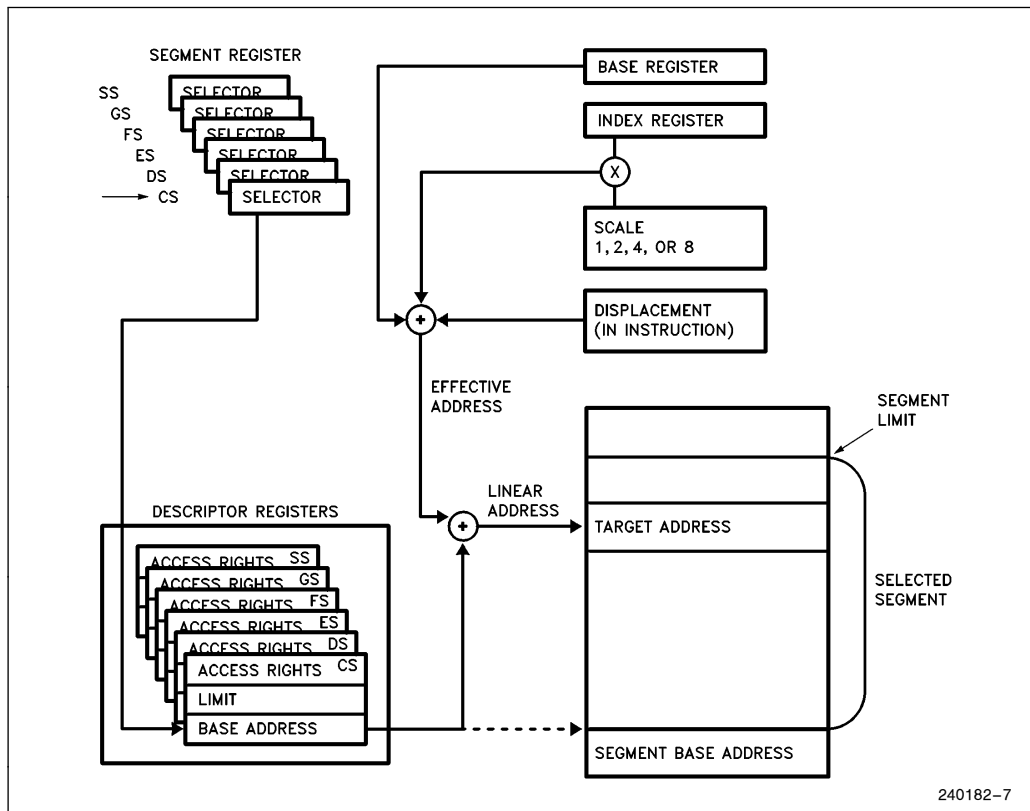 SEGMENT REGISTER
SS
GS
FS
ES
DS
CS
SELECTOR
SELECTOR
SELECTOR
SELECTOR
SELECTOR
SELECTOR
BASE REGISTER
INDEX REGISTER
X
SCALE
1, 2, 4, OR 8
+
DISPLACEMENT
(IN INSTRUCTION)
EFFECTIVE
ADDRESS
SEGMENT
LIMIT
LINEAR
ADDRESS
+
TARGET ADDRESS
SELECTED
SEGMENT
SEGMENT BASE ADDRESS
DESCRIPTOR REGISTERS
ACCESS RIGHTS SS
ACCESS RIGHTS GS
ACCESS RIGHTS FS
ACCESS RIGHTS ES
ACCESS RIGHTS DS
ACCESS RIGHTS CS
LIMIT
BASE ADDRESS
240182-7